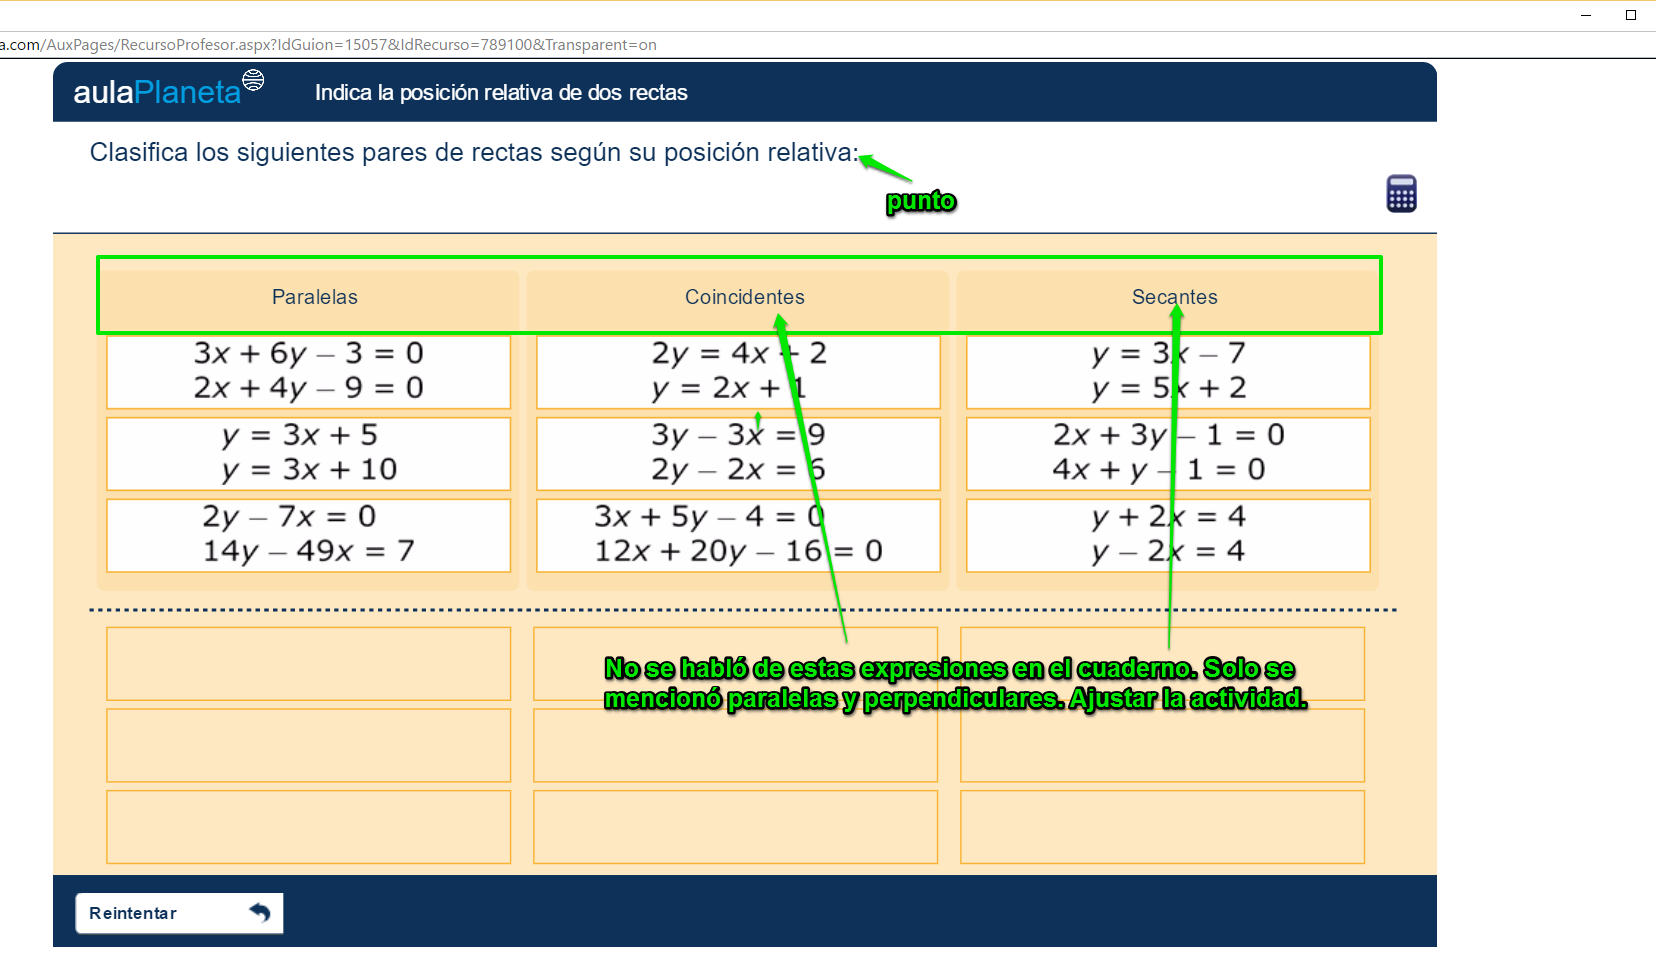 a.com/AuxPages/RecursoProfesor.aspx?IdGuion=15057&IdRecurso=789100&Transparent=on
aulaPlaneta
Indica la posición relativa de dos rectas
Clasifica los siguientes pares de rectas según su posición relativa:
punto
Paralelas
Coincidentes
Secantes
3x + 6y – 3 = 0
2x + 4y – 9 = 0
2y = 4x + 2
y = 2x + 1
y = 3x – 7
y = 5x + 2
y = 3x + 5
y = 3x + 10
3y – 3x = 9
2y – 2x = 6
2x + 3y – 1 = 0
4x + y – 1 = 0
2y – 7x = 0
14y – 49x = 7
3x + 5y – 4 = 0
12x + 20y – 16 = 0
y + 2x = 4
y – 2x = 4
No se habló de estas expresiones en el cuaderno. Solo se
mencionó paralelas y perpendiculares. Ajustar la actividad.
Reintentar